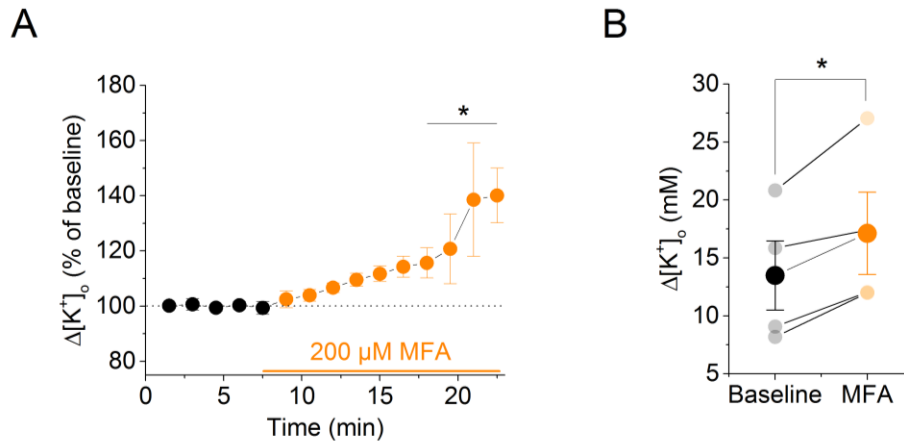 A
Δ[K⁺]ₒ (% of baseline)
180
160
140
120
100
80
*
200 µM MFA
0 5 10 15 20
Time (min)
B
Δ[K⁺]ₒ (mM)
30
25
20
15
10
5
*
Baseline MFA